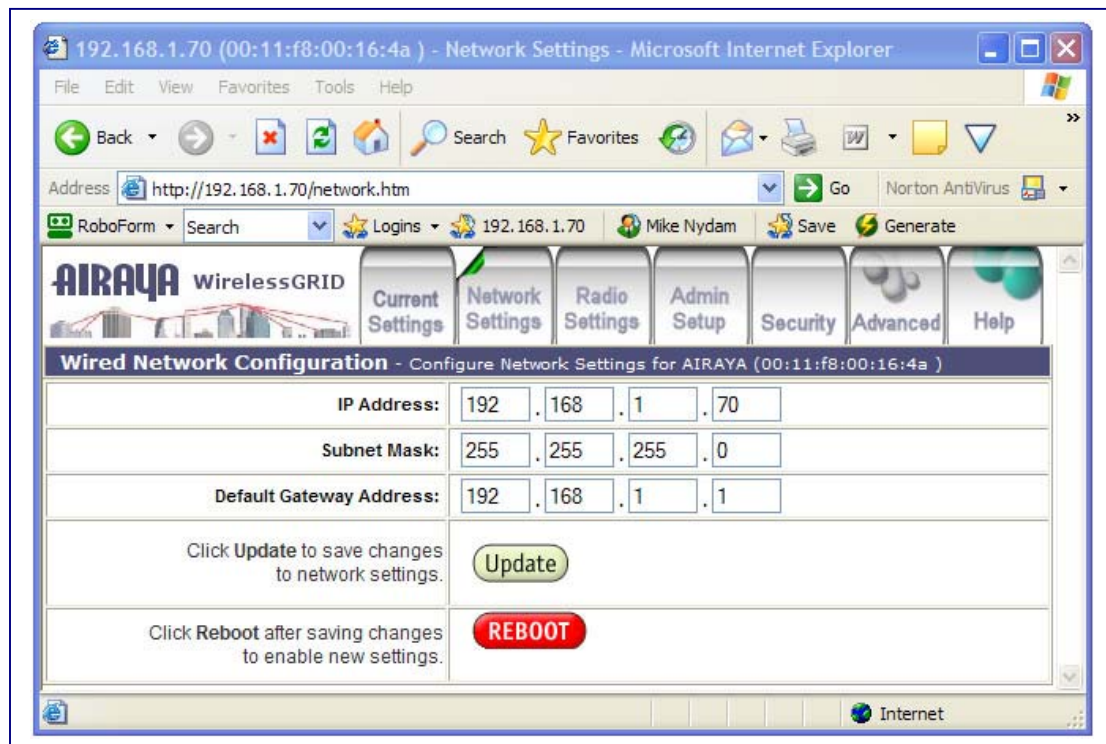 192.168.1.70 (00:11:f8:00:16:4a ) - Network Settings - Microsoft Internet Explorer
File Edit View Favorites Tools Help
Back Search Favorites W »
Address http://192.168.1.70/network.htm Go Norton AntiVirus
RoboForm Search Logins 192.168.1.70 Mike Nydam Save Generate
AIRAYA WirelessGRID
Current Settings
Network Settings
Radio Settings
Admin Setup
Security
Advanced
Help
Wired Network Configuration - Configure Network Settings for AIRAYA (00:11:f8:00:16:4a )
IP Address: 192 . 168 . 1 . 70
Subnet Mask: 255 . 255 . 255 . 0
Default Gateway Address: 192 . 168 . 1 . 1
Click Update to save changes
to network settings.
Update
Click Reboot after saving changes
to enable new settings.
REBOOT
Internet